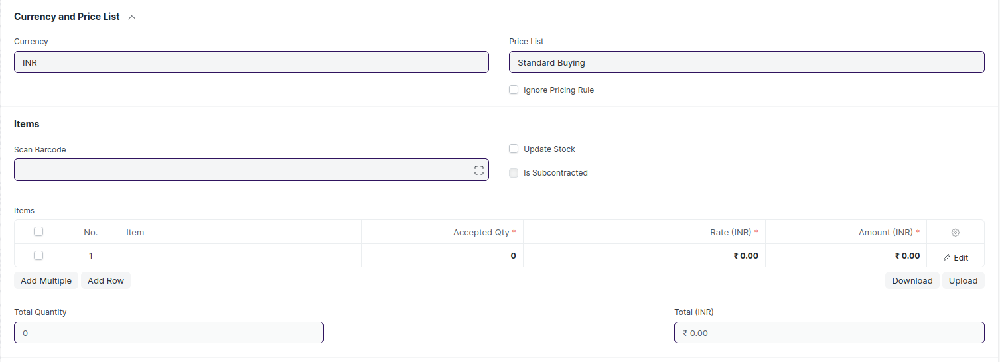 Currency and Price List
Currency
Price List
INR
Standard Buying
Ignore Pricing Rule
Items
Scan Barcode
Update Stock
Is Subcontracted
Items
No. Item Accepted Qty * Rate (INR) * Amount (INR) *
1 0 ₹ 0.00 ₹ 0.00 Edit
Add Multiple Add Row Download Upload
Total Quantity
Total (INR)
0
₹ 0.00